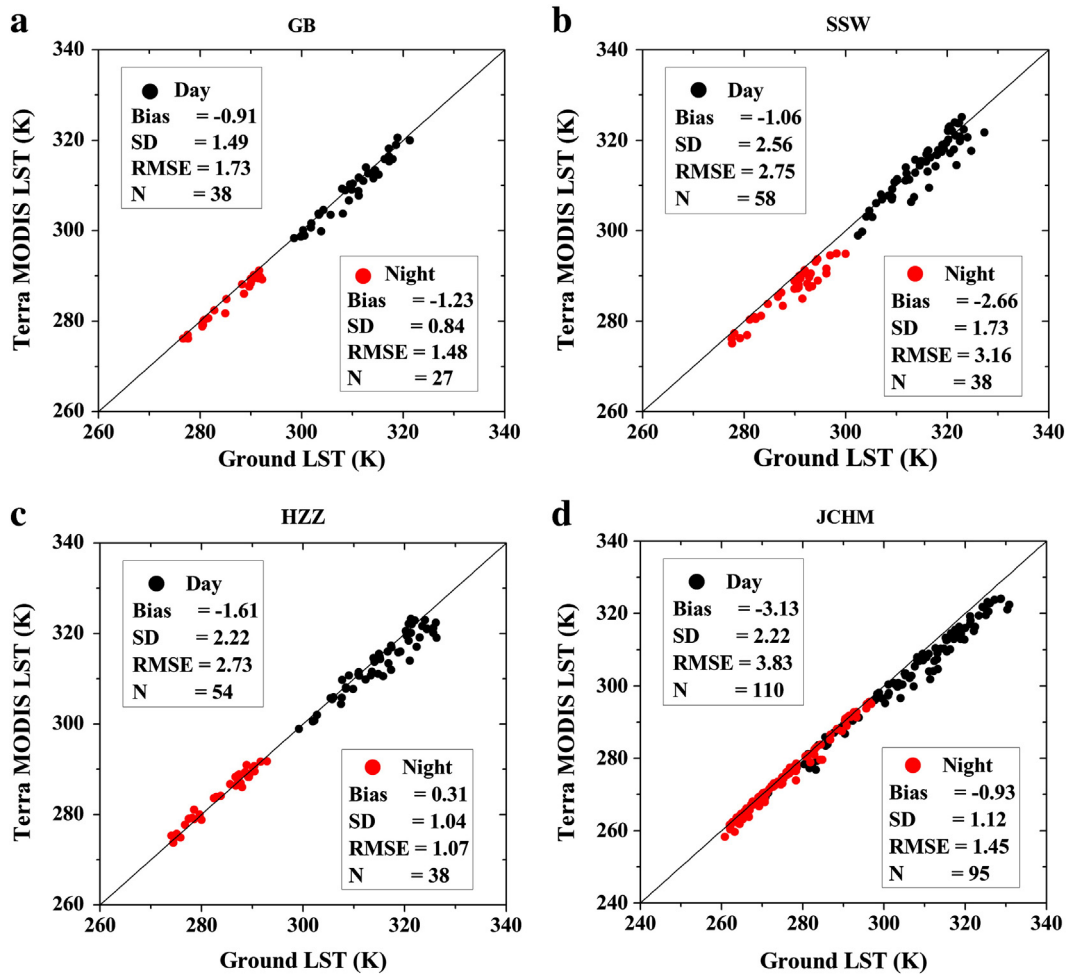 a
GB
340
320
300
280
260
260 280 300 320 340
Terra MODIS LST (K)
Ground LST (K)
Day
Bias = -0.91
SD = 1.49
RMSE = 1.73
N = 38
Night
Bias = -1.23
SD = 0.84
RMSE = 1.48
N = 27
b
SSW
340
320
300
280
260
260 280 300 320 340
Terra MODIS LST (K)
Ground LST (K)
Day
Bias = -1.06
SD = 2.56
RMSE = 2.75
N = 58
Night
Bias = -2.66
SD = 1.73
RMSE = 3.16
N = 38
c
HZZ
340
320
300
280
260
260 280 300 320 340
Terra MODIS LST (K)
Ground LST (K)
Day
Bias = -1.61
SD = 2.22
RMSE = 2.73
N = 54
Night
Bias = 0.31
SD = 1.04
RMSE = 1.07
N = 38
d
JCHM
340
320
300
280
260
240
240 260 280 300 320 340
Terra MODIS LST (K)
Ground LST (K)
Day
Bias = -3.13
SD = 2.22
RMSE = 3.83
N = 110
Night
Bias = -0.93
SD = 1.12
RMSE = 1.45
N = 95